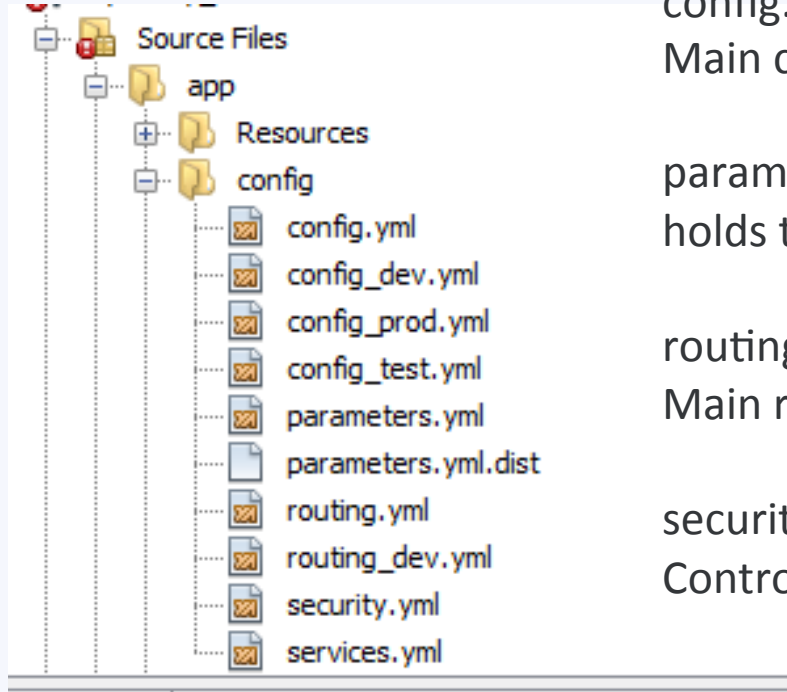 Source Files
app
Resources
config
config.yml
config_dev.yml
config_prod.yml
config_test.yml
parameters.yml
parameters.yml.dist
routing.yml
routing_dev.yml
security.yml
services.yml
config.
Main
holds
Main